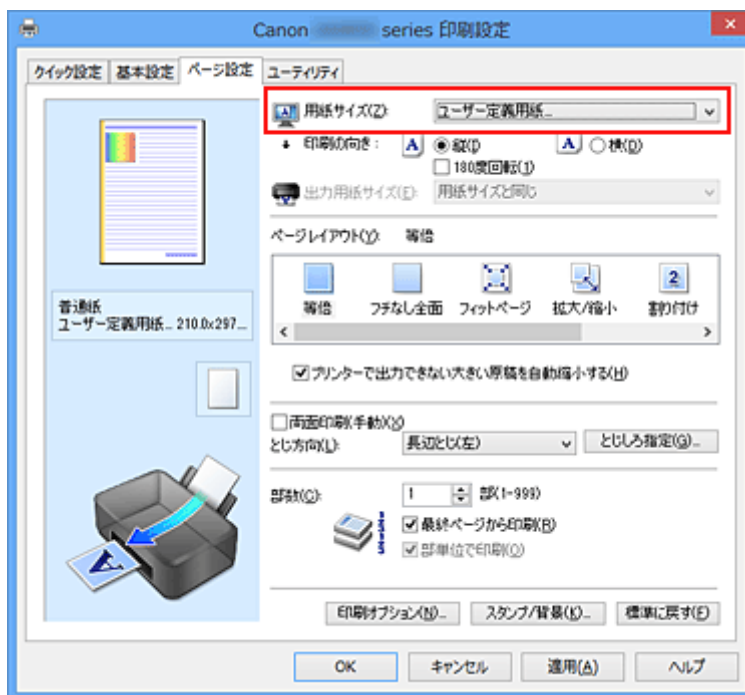 Canon series 印刷設定
クイック設定 基本設定 ページ設定 ユーティリティ
用紙サイズ(Z): ユーザー定義用紙...
印刷の向き: A 縦(I) A 横(D)
180度回転(1)
出力用紙サイズ(E): 用紙サイズと同じ
ページレイアウト(Y): 等倍
等倍 フチなし全面 フィットページ 拡大/縮小 割り付け
普通紙
ユーザー定義用紙... 210.0x297...
プリンターで出力できない大きい原稿を自動縮小する(H)
両面印刷(手動)(X)
とじ方向(L): 長辺とじ(左) とじしろ指定(G)...
部数(C): 1 部(1-999)
最終ページから印刷(R)
部単位で印刷(O)
印刷オプション(N)... スタンプ/背景(K)... 標準に戻す(F)
OK キャンセル 適用(A) ヘルプ